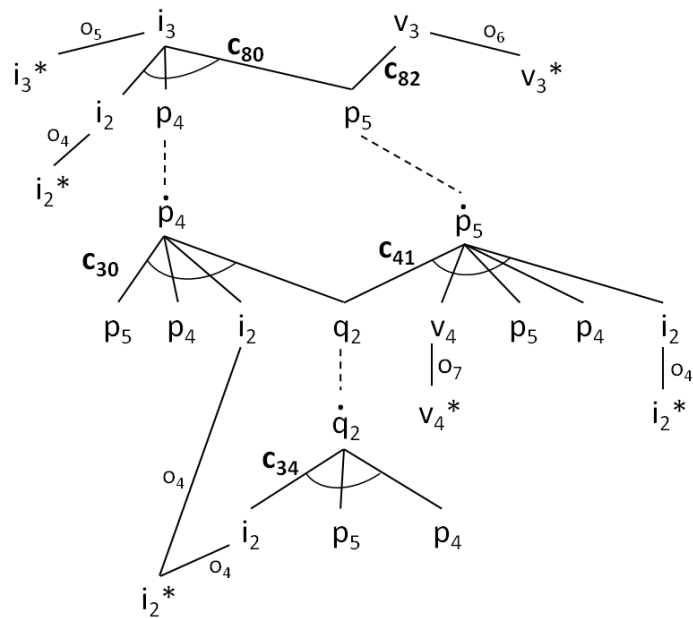 o₅ i₃ v₃ o₆
i₃* c₈₀ c₈₂ v₃*
o₄ i₂ p₄ p₅
i₂*
ṗ₄ ṗ₅
c₃₀ c₄₁
p₅ p₄ i₂ q₂ v₄ p₅ p₄ i₂
o₇ o₄
q̇₂ v₄* i₂*
c₃₄
o₄
i₂ p₅ p₄
o₄
i₂*